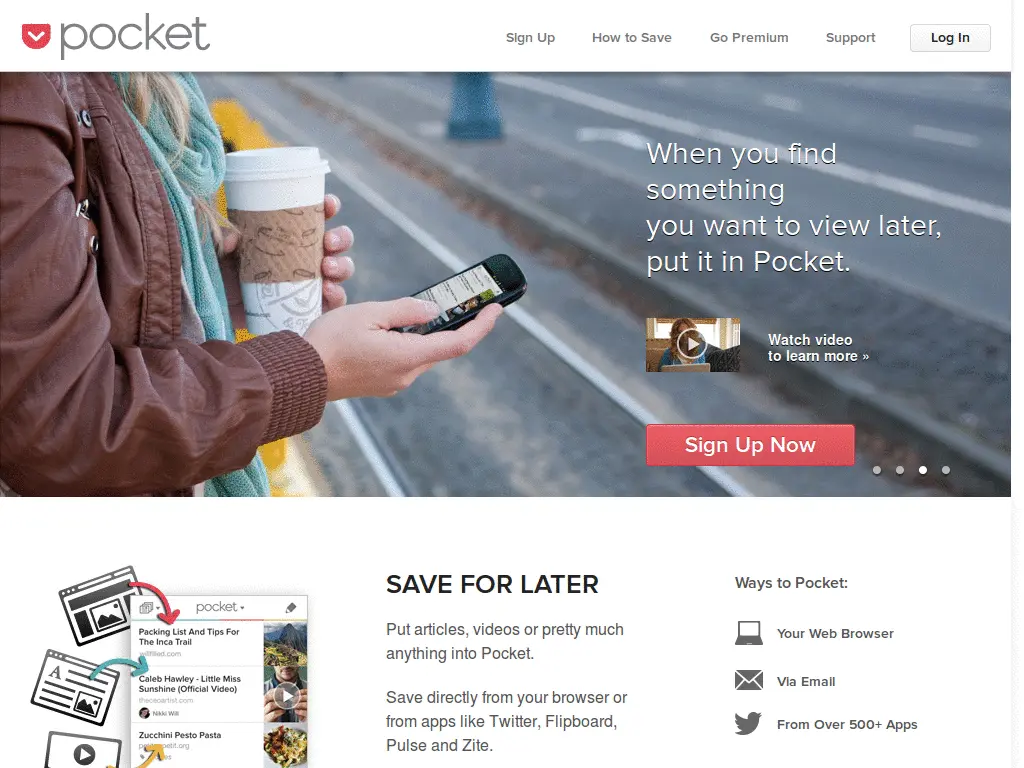 pocket
Sign Up
How to Save
Go Premium
Support
Log In
When you find
something
you want to view later,
put it in Pocket.
Watch video
to learn more »
Sign Up Now
SAVE FOR LATER
Put articles, videos or pretty much
anything into Pocket.
Save directly from your browser or
from apps like Twitter, Flipboard,
Pulse and Zite.
Ways to Pocket:
Your Web Browser
Via Email
From Over 500+ Apps
pocket
Packing List And Tips For
The Inca Trail
willfilled.com
Caleb Hawley - Little Miss
Sunshine (Official Video)
theceoartist.com
Nikki Will
Zucchini Pesto Pasta
A